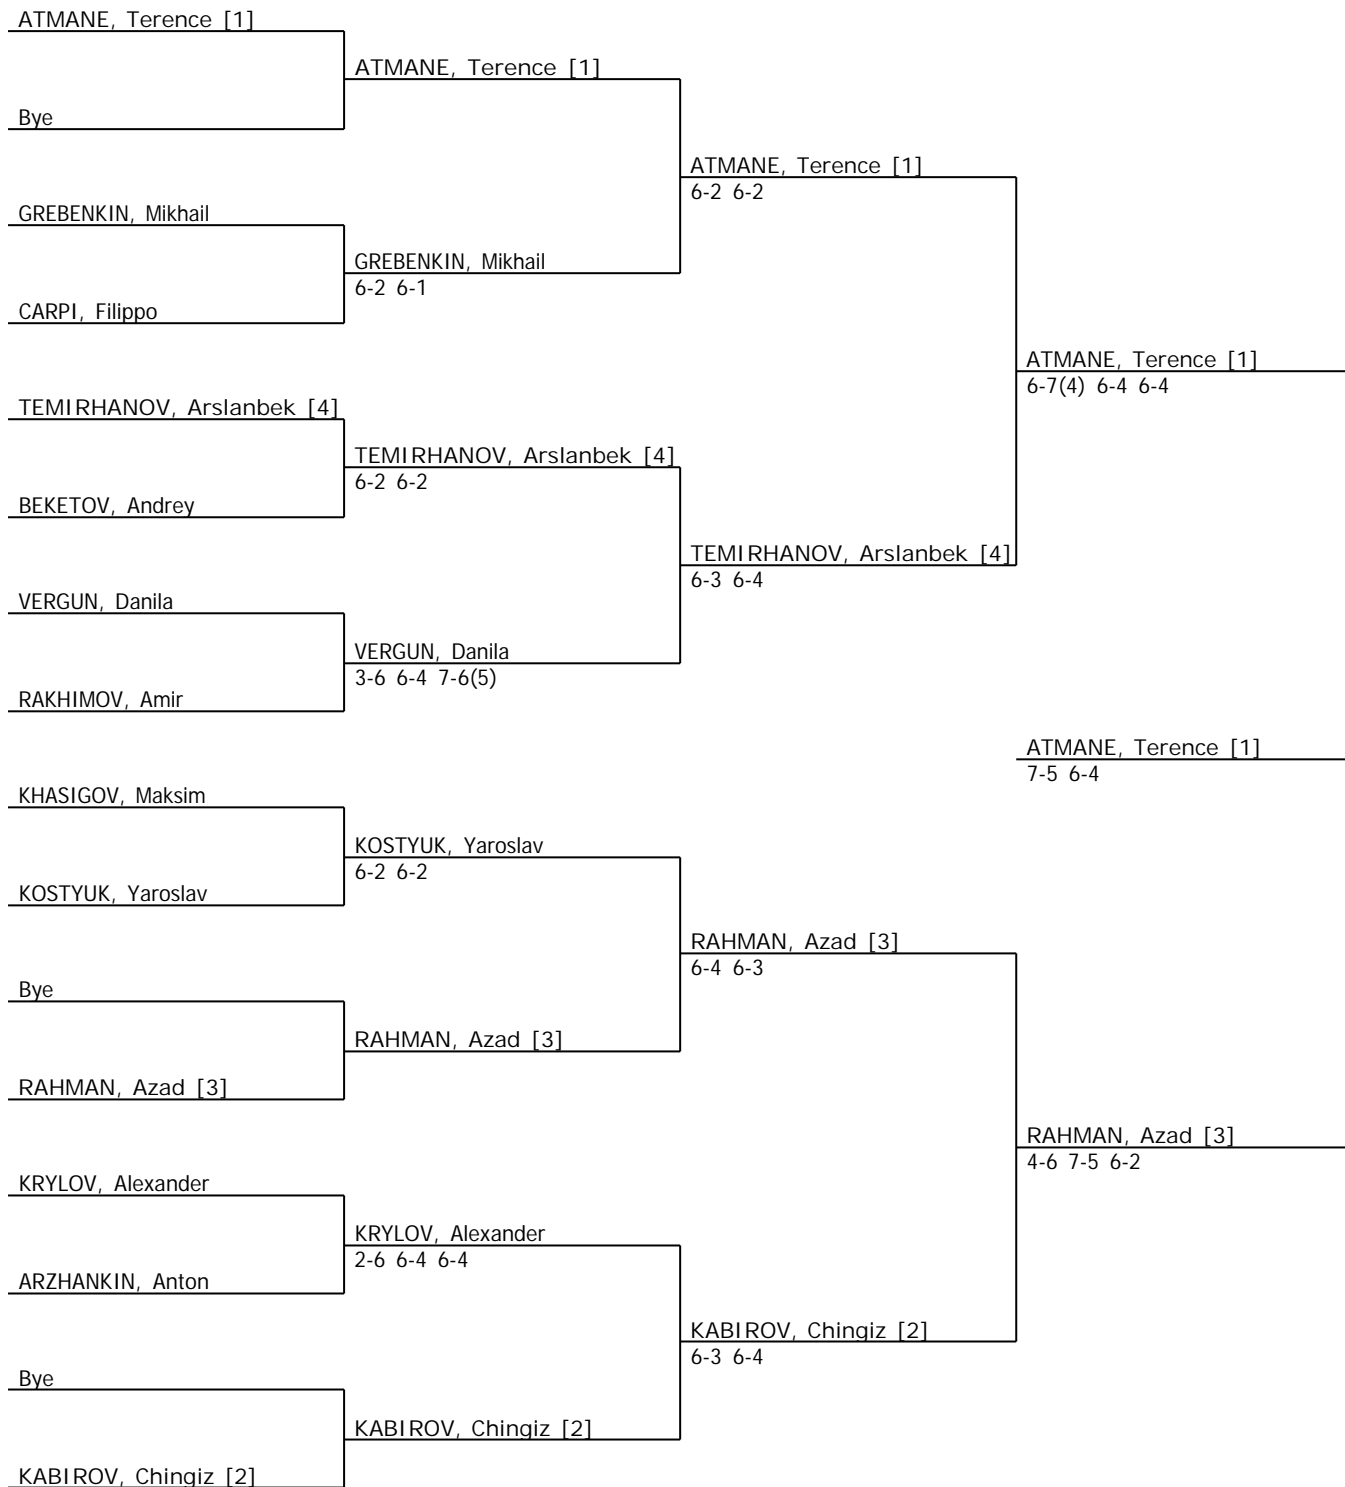 ATMANE, Terence [1]
Bye
GREBENKIN, Mikhail
CARPI, Filippo
TEMIRHANOV, Arslanbek [4]
BEKETOV, Andrey
VERGUN, Danila
RAKHIMOV, Amir
KHASIGOV, Maksim
KOSTYUK, Yaroslav
Bye
RAHMAN, Azad [3]
KRYLOV, Alexander
ARZHANKIN, Anton
Bye
KABIROV, Chingiz [2]
ATMANE, Terence [1]
GREBENKIN, Mikhail
6-2 6-1
TEMIRHANOV, Arslanbek [4]
6-2 6-2
VERGUN, Danila
3-6 6-4 7-6(5)
KOSTYUK, Yaroslav
6-2 6-2
RAHMAN, Azad [3]
KRYLOV, Alexander
2-6 6-4 6-4
KABIROV, Chingiz [2]
ATMANE, Terence [1]
6-2 6-2
TEMIRHANOV, Arslanbek [4]
6-3 6-4
RAHMAN, Azad [3]
6-4 6-3
KABIROV, Chingiz [2]
6-3 6-4
ATMANE, Terence [1]
6-7(4) 6-4 6-4
ATMANE, Terence [1]
7-5 6-4
RAHMAN, Azad [3]
4-6 7-5 6-2